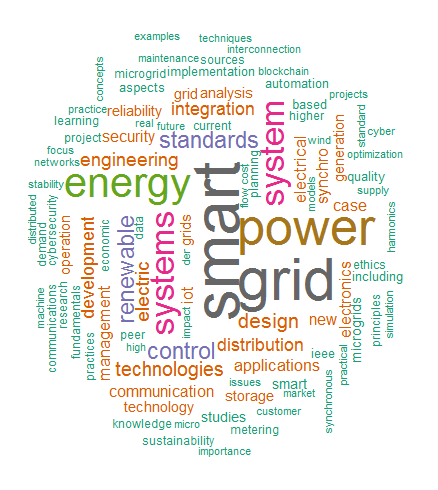 examples
techniques
interconnection
maintenance
sources
concepts
microgrid
implementation
blockchain
aspects
automation
practice
grid
analysis
based
projects
learning
reliability
integration
higher
real
future
current
project
security
standards
system
electrical
wind
generation
standard
cyber
focus
engineering
synchro
optimization
networks
flow
cost
planning
models
quality
stability
energy
smart
supply
case
distributed
demand
cybersecurity
operation
development
economic
renewable
data
electric
systems
der
grids
power
harmonics
grid
ethics
including
machine
communications
research
fundamentals
practices
management
iot
impact
electronics
microgrids
principles
simulation
design
new
peer
high
control
distribution
ieee
practical
technologies
applications
synchronous
communication
issues
smart
market
storage
technology
customer
knowledge
micro
studies
metering
sustainability
importance